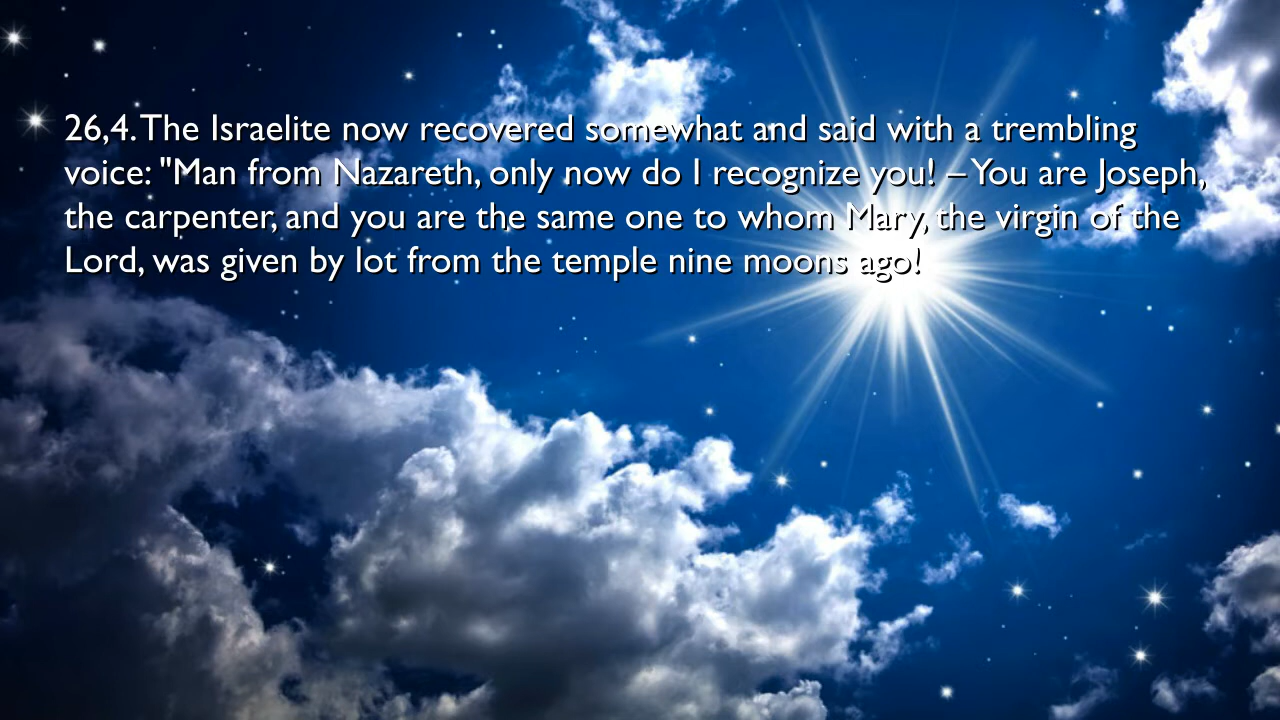 26,4. The Israelite now recovered somewhat and said with a trembling
voice: "Man from Nazareth, only now do I recognize you! – You are Joseph,
the carpenter, and you are the same one to whom Mary, the virgin of the
Lord, was given by lot from the temple nine moons ago!